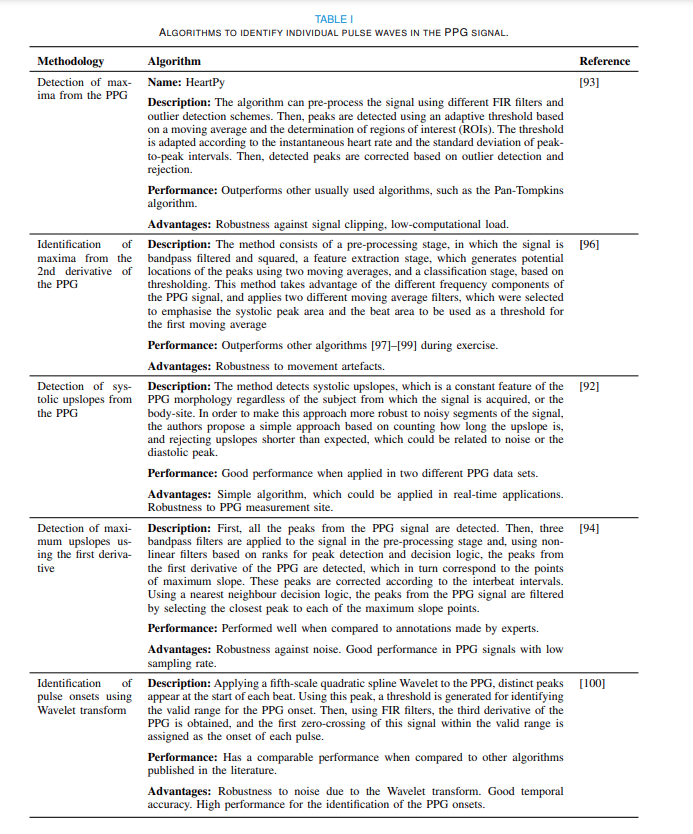 TABLE I
ALGORITHMS TO IDENTIFY INDIVIDUAL PULSE WAVES IN THE PPG SIGNAL.
Methodology Algorithm Reference
Detection of max-
ima from the PPG
Name: HeartPy
Description: The algorithm can pre-process the signal using different FIR filters and
outlier detection schemes. Then, peaks are detected using an adaptive threshold based
on a moving average and the determination of regions of interest (ROIs). The threshold
is adapted according to the instantaneous heart rate and the standard deviation of peak-
to-peak intervals. Then, detected peaks are corrected based on outlier detection and
rejection.
Performance: Outperforms other usually used algorithms, such as the Pan-Tompkins
algorithm.
Advantages: Robustness against signal clipping, low-computational load.
[93]
Identification of
maxima from the
2nd derivative of
the PPG
Description: The method consists of a pre-processing stage, in which the signal is
bandpass filtered and squared, a feature extraction stage, which generates potential
locations of the peaks using two moving averages, and a classification stage, based on
thresholding. This method takes advantage of the different frequency components of
the PPG signal, and applies two different moving average filters, which were selected
to emphasise the systolic peak area and the beat area to be used as a threshold for
the first moving average
Performance: Outperforms other algorithms [97]–[99] during exercise.
Advantages: Robustness to movement artefacts.
[96]
Detection of sys-
tolic upslopes from
the PPG
Description: The method detects systolic upslopes, which is a constant feature of the
PPG morphology regardless of the subject from which the signal is acquired, or the
body-site. In order to make this approach more robust to noisy segments of the signal,
the authors propose a simple approach based on counting how long the upslope is,
and rejecting upslopes shorter than expected, which could be related to noise or the
diastolic peak.
Performance: Good performance when applied in two different PPG data sets.
Advantages: Simple algorithm, which could be applied in real-time applications.
Robustness to PPG measurement site.
[92]
Detection of maxi-
mum upslopes us-
ing the first deriva-
tive
Description: First, all the peaks from the PPG signal are detected. Then, three
bandpass filters are applied to the signal in the pre-processing stage and, using non-
linear filters based on ranks for peak detection and decision logic, the peaks from
the first derivative of the PPG are detected, which in turn correspond to the points
of maximum slope. These peaks are corrected according to the interbeat intervals.
Using a nearest neighbour decision logic, the peaks from the PPG signal are filtered
by selecting the closest peak to each of the maximum slope points.
Performance: Performed well when compared to annotations made by experts.
Advantages: Robustness against noise. Good performance in PPG signals with low
sampling rate.
[94]
Identification of
pulse onsets using
Wavelet transform
Description: Applying a fifth-scale quadratic spline Wavelet to the PPG, distinct peaks
appear at the start of each beat. Using this peak, a threshold is generated for identifying
the valid range for the PPG onset. Then, using FIR filters, the third derivative of the
PPG is obtained, and the first zero-crossing of this signal within the valid range is
assigned as the onset of each pulse.
Performance: Has a comparable performance when compared to other algorithms
published in the literature.
Advantages: Robustness to noise due to the Wavelet transform. Good temporal
accuracy. High performance for the identification of the PPG onsets.
[100]